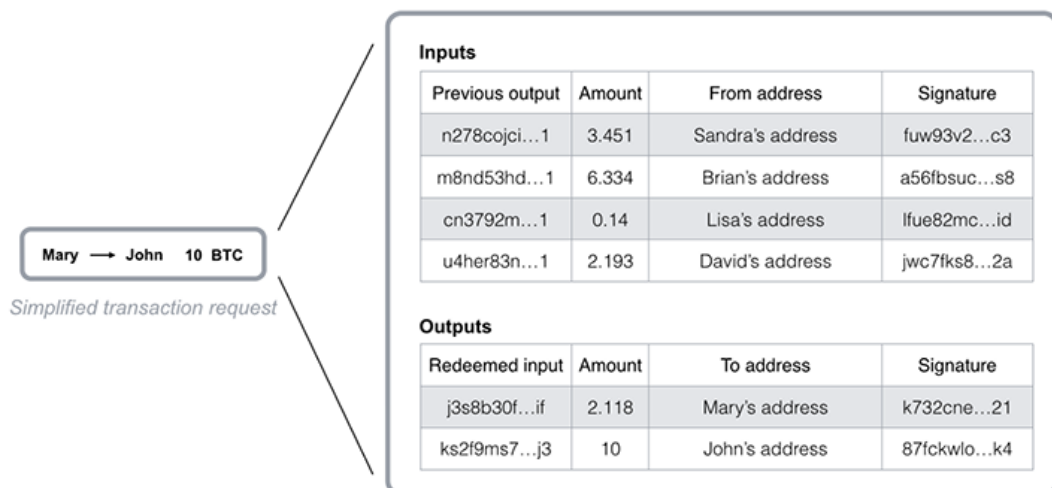 Mary → John 10 BTC
Simplified transaction request
Inputs
Previous output Amount From address Signature
n278cojci...1 3.451 Sandra's address fuw93v2...c3
m8nd53hd...1 6.334 Brian's address a56fbsuc...s8
cn3792m...1 0.14 Lisa's address lfue82mc...id
u4her83n...1 2.193 David's address jwc7fks8...2a
Outputs
Redeemed input Amount To address Signature
j3s8b30f...if 2.118 Mary's address k732cne...21
ks2f9ms7...j3 10 John's address 87fckwlo...k4